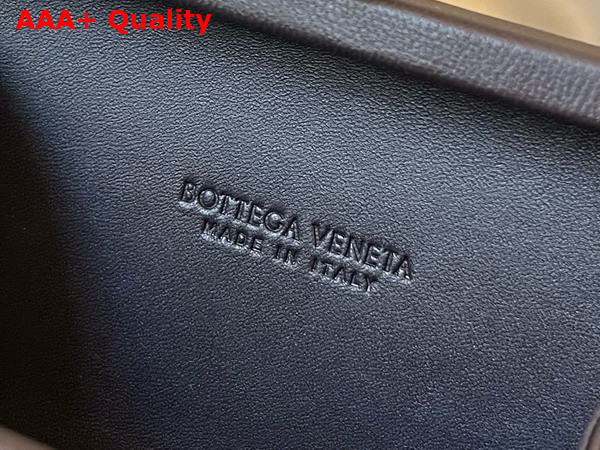 AAA+ Quality
BOTTEGA VENETA
MADE IN ITALY